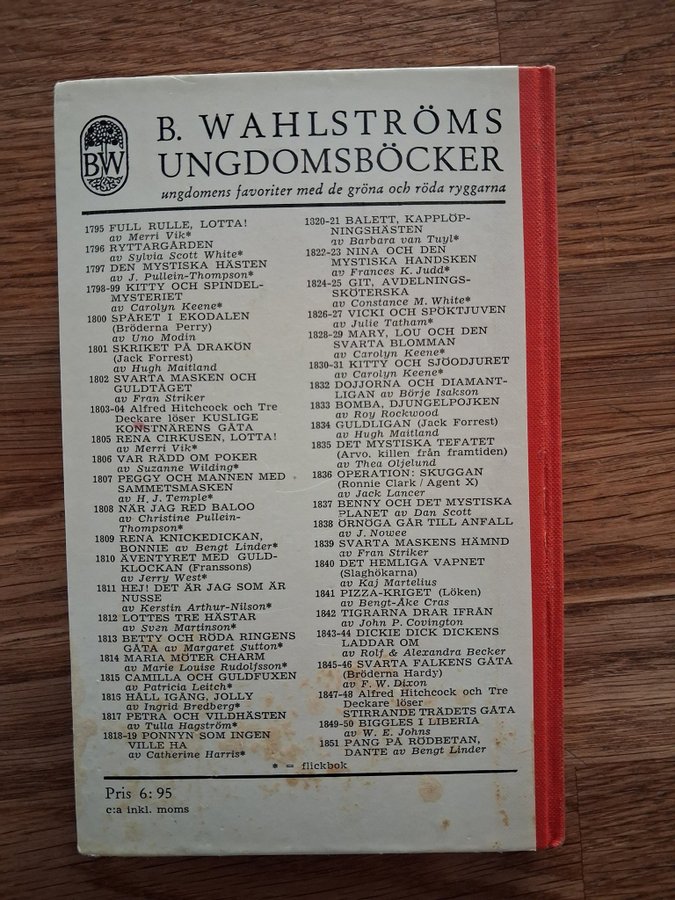 BW
B. WAHLSTRÖMS
UNGDOMSBÖCKER
ungdomens favoriter med de gröna och röda ryggarna
1795 FULL RULLE, LOTTA!
av Merri Vik*
1796 RYTTARGÅRDEN
av Sylvia Scott White*
1797 DEN MYSTISKA HÄSTEN
av J. Pullein-Thompson*
1798-99 KITTY OCH SPINDEL-
MYSTERIET
av Carolyn Keene*
1800 SPÅRET I EKODALEN
(Bröderna Perry)
av Uno Modin
1801 SKRIKET PÅ DRAKÖN
(Jack Forrest)
av Hugh Maitland
1802 SVARTA MASKEN OCH
GULDTÅGET
av Fran Striker
1803-04 Alfred Hitchcock och Tre
Deckare löser KUSLIGE
KONSTNÄRENS GÅTA
1805 RENA CIRKUSEN, LOTTA!
av Merri Vik*
1806 VAR RÄDD OM POKER
av Suzanne Wilding*
1807 PEGGY OCH MANNEN MED
SAMMETSMASKEN
av H. J. Temple*
1808 NÄR JAG RED BALOO
av Christine Pullein-
Thompson*
1809 RENA KNICKEDICKAN,
BONNIE av Bengt Linder*
1810 ÄVENTYRET MED GULD-
KLOCKAN (Franssons)
av Jerry West*
1811 HEJ! DET ÄR JAG SOM ÄR
NUSSE
av Kerstin Arthur-Nilson*
1812 LOTTES TRE HÄSTAR
av Sven Martinson*
1813 BETTY OCH RÖDA RINGENS
GÅTA av Margaret Sutton*
1814 MARIA MÖTER CHARM
av Marie Louise Rudolfsson*
1815 CAMILLA OCH GULDFUXEN
av Patricia Leitch*
1816 HÅLL IGÅNG, JOLLY
av Ingrid Bredberg*
1817 PETRA OCH VILDHÄSTEN
av Tulla Hagström*
1818-19 PONNYN SOM INGEN
VILLE HA
av Catherine Harris*
1320-21 BALETT, KAPPLÖP-
NINGSHÄSTEN
av Barbara van Tuyl*
1822-23 NINA OCH DEN
MYSTISKA HANDSKEN
av Frances K. Judd*
1824-25 GIT, AVDELNINGS-
SKÖTERSKA
av Constance M. White*
1826-27 VICKI OCH SPÖKTJUVEN
av Julie Tatham*
1828-29 MARY, LOU OCH DEN
SVARTA BLOMMAN
av Carolyn Keene*
1830-31 KITTY OCH SJÖODJURET
av Carolyn Keene*
1832 DOJJORNA OCH DIAMANT-
LIGAN av Börje Isakson
1833 BOMBA, DJUNGELPOJKEN
av Roy Rockwood
1834 GULDLIGAN (Jack Forrest)
av Hugh Maitland
1835 DET MYSTISKA TEFATET
(Arvo, killen från framtiden)
av Thea Oljelund
1836 OPERATION: SKUGGAN
(Ronnie Clark / Agent X)
av Jack Lancer
1837 BENNY OCH DET MYSTISKA
PLANET av Dan Scott
1838 ÖRNÖGA GÅR TILL ANFALL
av J. Nowee
1839 SVARTA MASKENS HÄMND
av Fran Striker
1840 DET HEMLIGA VAPNET
(Slaghökarna)
av Kaj Martelius
1841 PIZZA-KRIGET (Löken)
av Bengt-Åke Cras
1842 TIGRARNA DRAR IFRÅN
av John P. Covington
1843-44 DICKIE DICK DICKENS
LADDAR OM
av Rolf & Alexandra Becker
1845-46 SVARTA FALKENS GÅTA
(Bröderna Hardy)
av F. W. Dixon
1847-48 Alfred Hitchcock och Tre
Deckare löser
STIRRANDE TRÄDETS GÅTA
1849-50 BIGGLES I LIBERIA
av W. E. Johns
1851 PANG PÅ RÖDBETAN,
DANTE av Bengt Linder
* = flickbok
Pris 6:95
c:a inkl. moms